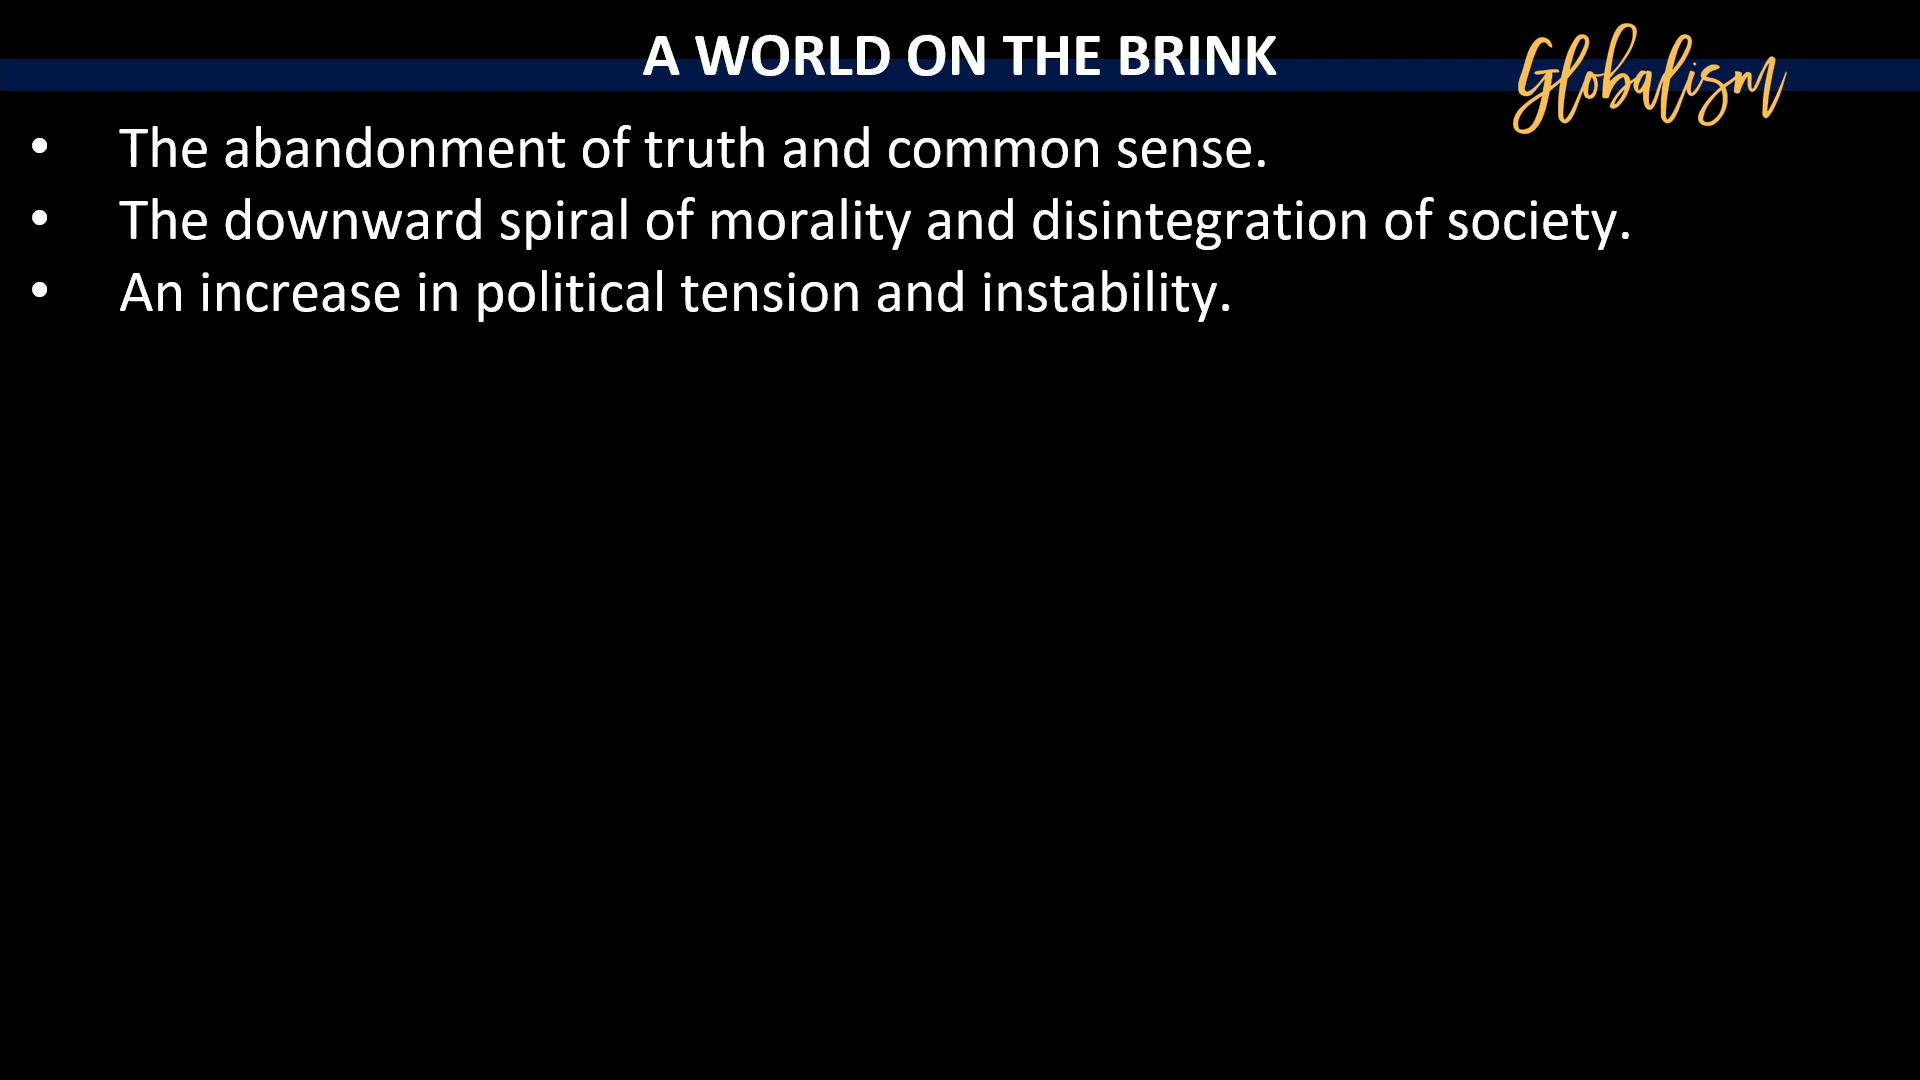 A WORLD ON THE BRINK
Globalism
• The abandonment of truth and common sense.
• The downward spiral of morality and disintegration of society.
• An increase in political tension and instability.